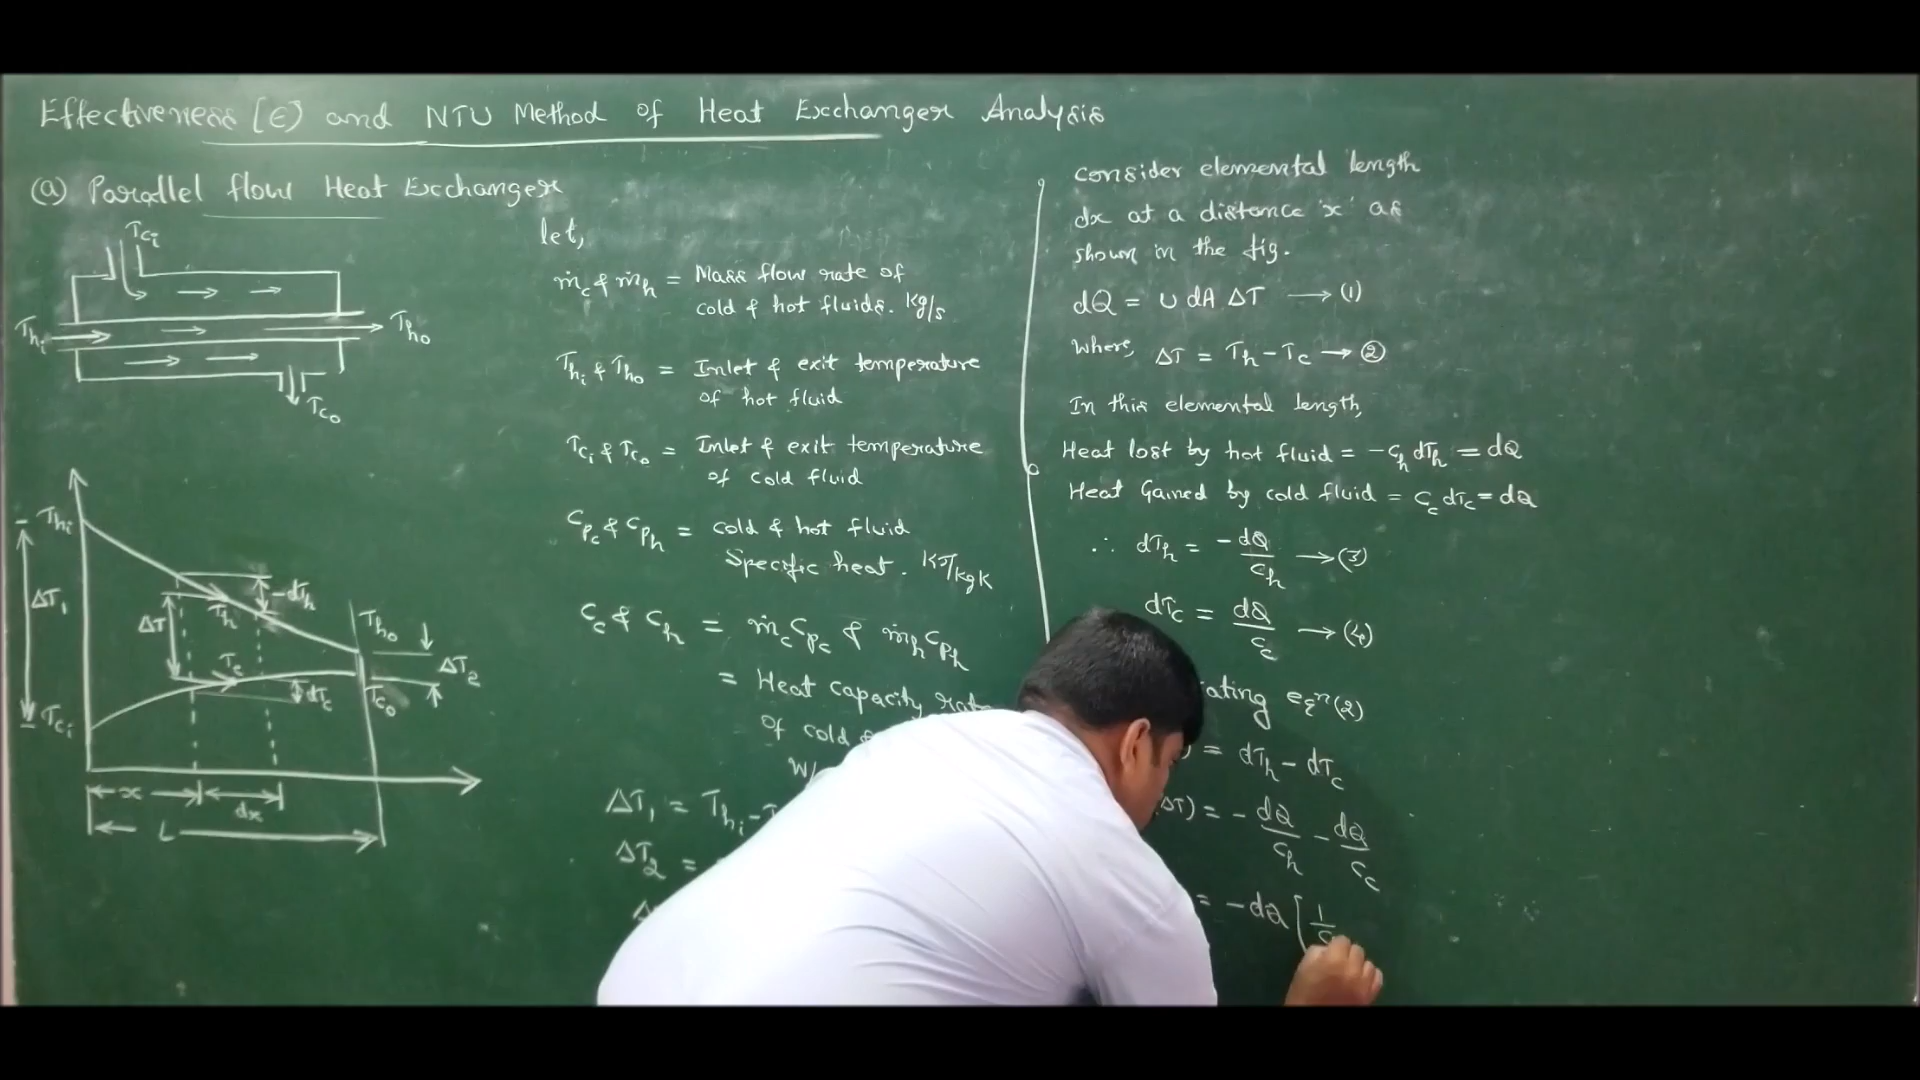 Effectiveness [ϵ] and NTU Method of Heat Exchanger Analysis
(a) Parallel flow Heat Exchanger
Tci
Thi
Tho
Tco
Thi
ΔT1
ΔT
Th
-dTh
Tho
Tc
ΔT2
dTc
Tco
Tci
x
dx
L
let,
ṁc & ṁh = Mass flow rate of
cold & hot fluids. Kg/s
Thi & Tho = Inlet & exit temperature
of hot fluid
Tci & Tco = Inlet & exit temperature
of cold fluid
Cpc & Cph = cold & hot fluid
Specific heat. KJ/kgK
Cc & Ch = ṁc Cpc & ṁh Cph
= Heat capacity
of cold
W/
ΔT1 = Thi -
ΔT2 =
consider elemental length
dx at a distance 'x' as
shown in the fig.
dQ = U dA ΔT → (1)
Where, ΔT = Th - Tc → ②
In this elemental length,
Heat lost by hot fluid = -Ch dTh = dQ
Heat Gained by cold fluid = Cc dTc = dQ
∴ dTh = -dQ/Ch → (3)
dTc = dQ/Cc → (4)
iating eqn (2)
) = dTh - dTc
ΔT) = - dQ/Ch - dQ/Cc
= -dQ [ 1/C